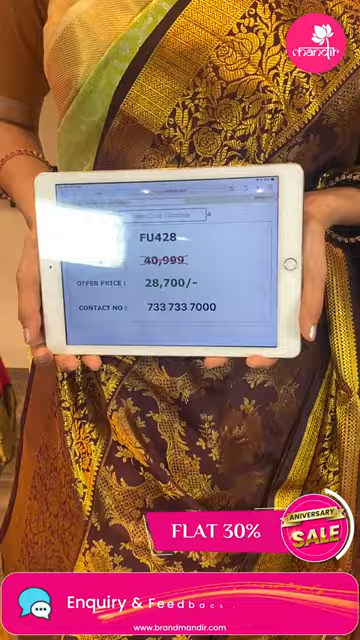 mandir
FU428
40,999
OFFER PRICE : 28,700/-
CONTACT NO : 733 733 7000
FLAT 30%
ANIVERSARY
SALE
Enquiry & Feedbacs
www.brandmandir.com